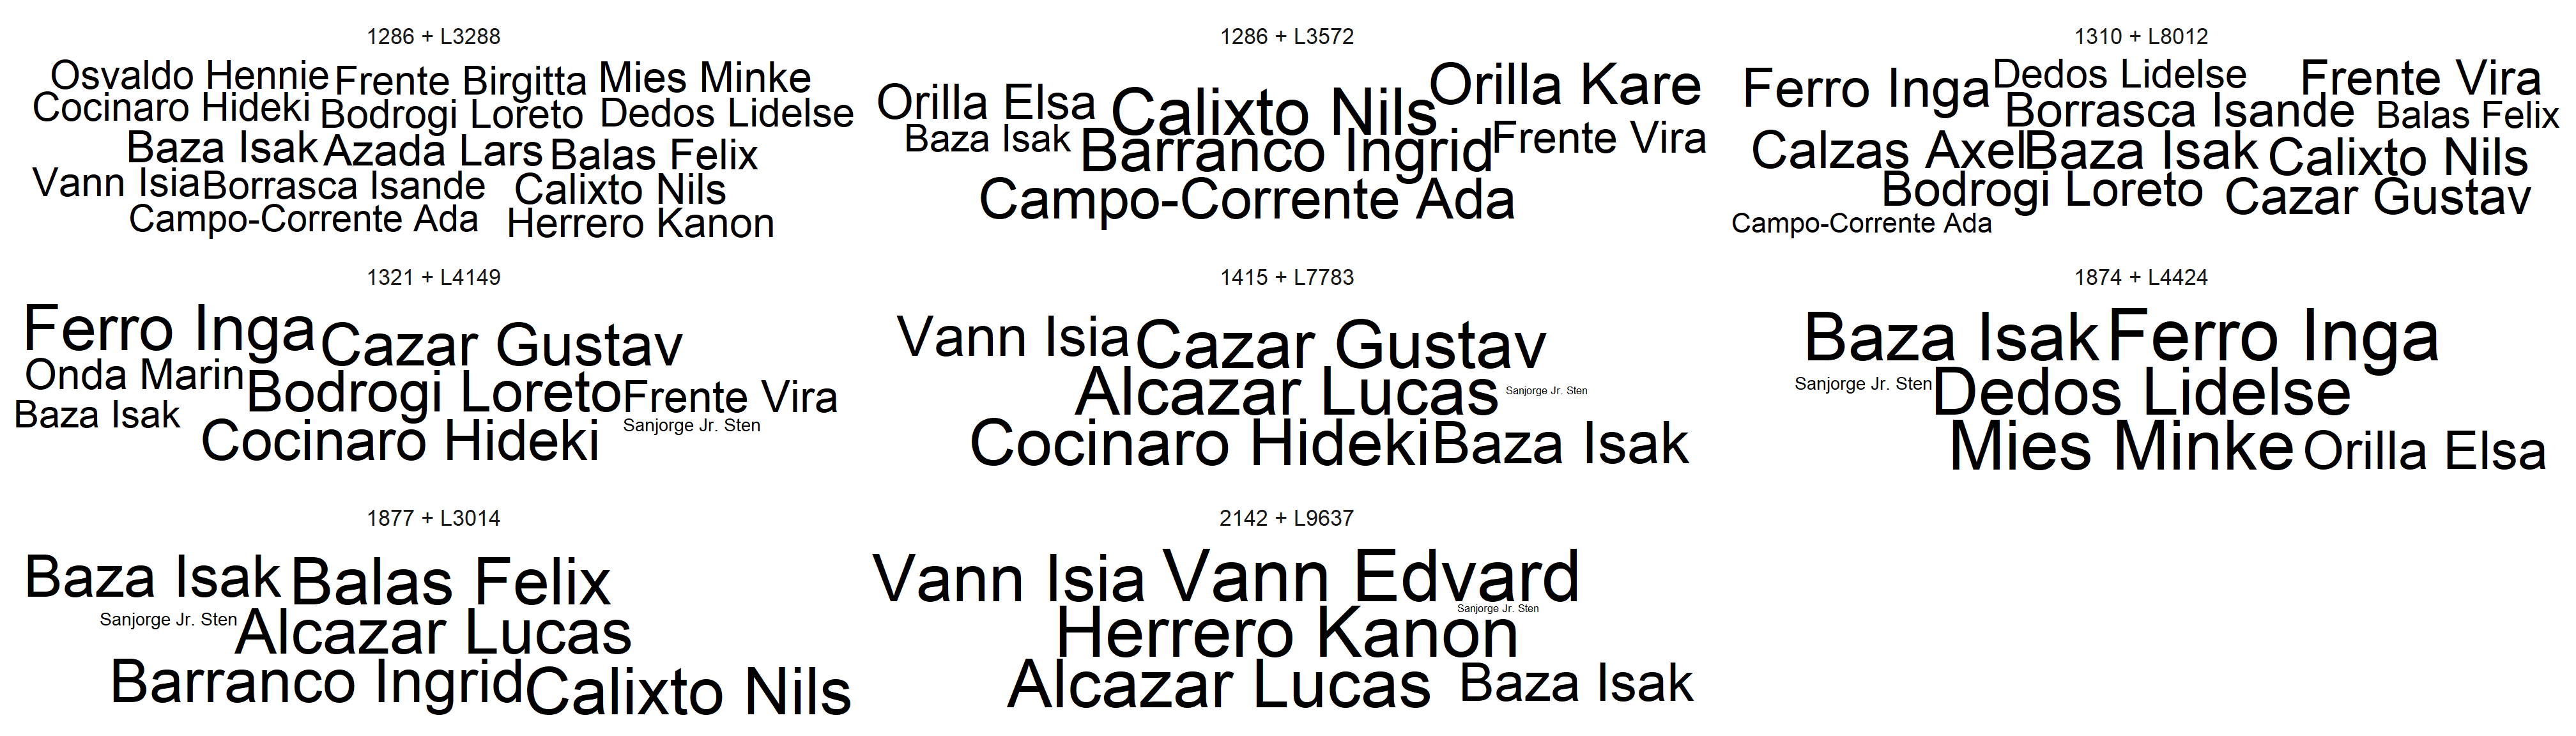 1286 + L3288
Osvaldo Hennie Frente Birgitta Mies Minke
Cocinaro Hideki Bodrogi Loreto Dedos Lidelse
Baza Isak Azada Lars Balas Felix
Vann Isia Borrasca Isande Calixto Nils
Campo-Corrente Ada Herrero Kanon
1286 + L3572
Orilla Elsa Calixto Nils Orilla Kare
Baza Isak Barranco Ingrid Frente Vira
Campo-Corrente Ada
1310 + L8012
Ferro Inga Dedos Lidelse Frente Vira
Borrasca Isande Balas Felix
Calzas Axel Baza Isak Calixto Nils
Bodrogi Loreto Cazar Gustav
Campo-Corrente Ada
1321 + L4149
Ferro Inga Cazar Gustav
Onda Marin Bodrogi Loreto Frente Vira
Baza Isak Sanjorge Jr. Sten
Cocinaro Hideki
1415 + L7783
Vann Isia Cazar Gustav
Alcazar Lucas Sanjorge Jr. Sten
Cocinaro Hideki Baza Isak
1874 + L4424
Baza Isak Ferro Inga
Sanjorge Jr. Sten Dedos Lidelse
Mies Minke Orilla Elsa
1877 + L3014
Baza Isak Balas Felix
Sanjorge Jr. Sten Alcazar Lucas
Barranco Ingrid Calixto Nils
2142 + L9637
Vann Isia Vann Edvard
Sanjorge Jr. Sten
Herrero Kanon
Alcazar Lucas Baza Isak